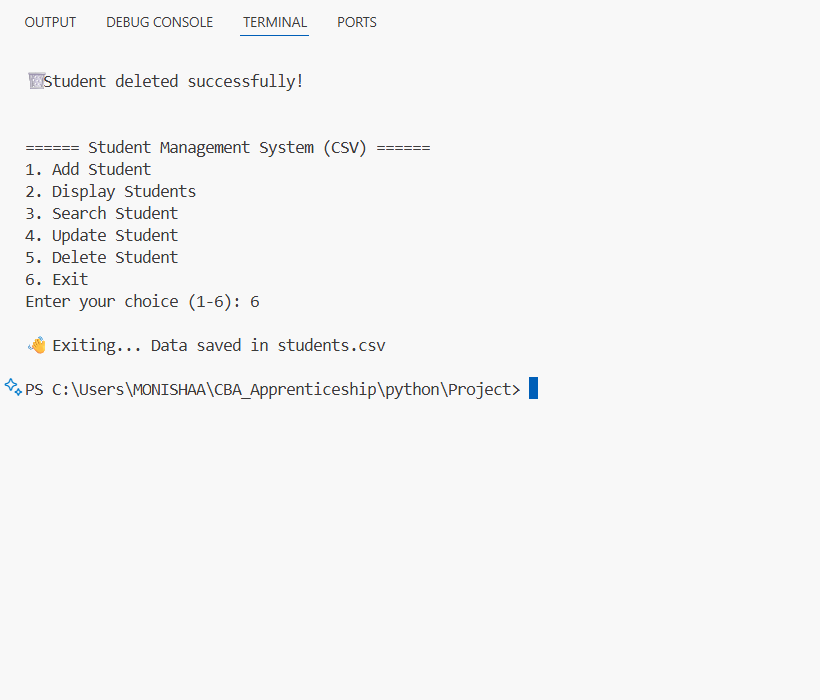 OUTPUT DEBUG CONSOLE TERMINAL PORTS
🗑️Student deleted successfully!
====== Student Management System (CSV) ======
1. Add Student
2. Display Students
3. Search Student
4. Update Student
5. Delete Student
6. Exit
Enter your choice (1-6): 6
👋 Exiting... Data saved in students.csv
PS C:\Users\MONISHAA\CBA_Apprenticeship\python\Project>